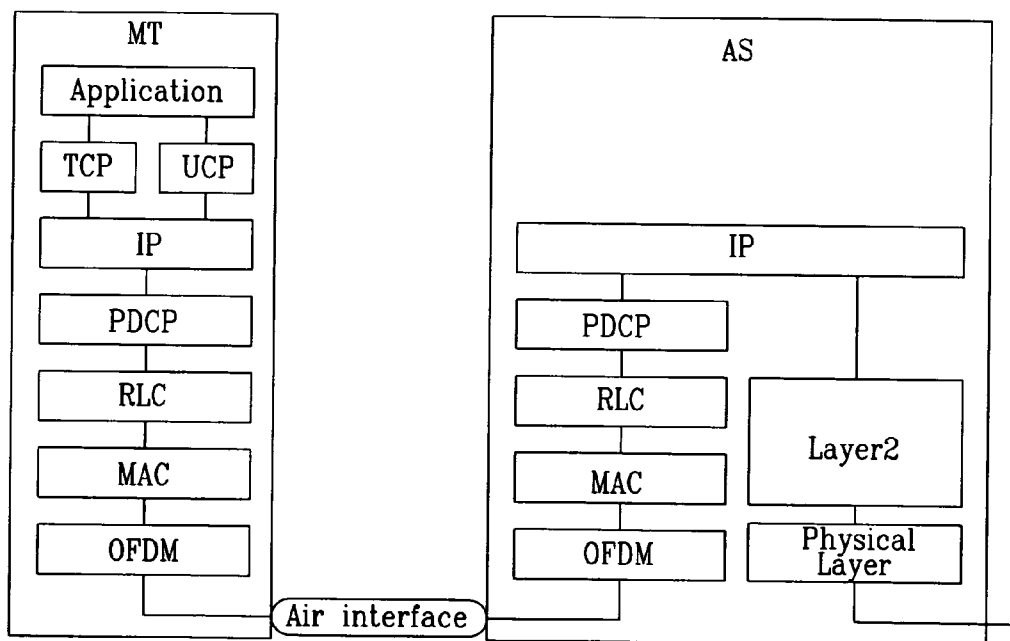 MT
Application
TCP UCP
IP
PDCP
RLC
MAC
OFDM
Air interface
AS
IP
PDCP
RLC
MAC
OFDM
Layer2
Physical
Layer